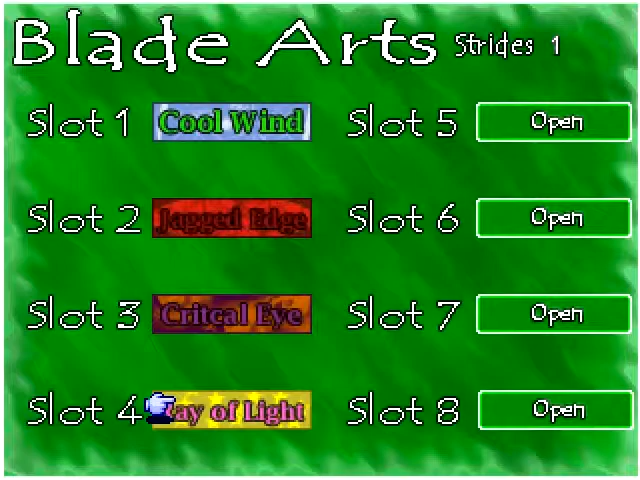 Blade Arts Strides 1
Slot 1 Cool Wind Slot 5 Open
Slot 2 Jagged Edge Slot 6 Open
Slot 3 Critcal Eye Slot 7 Open
Slot 4 Ray of Light Slot 8 Open